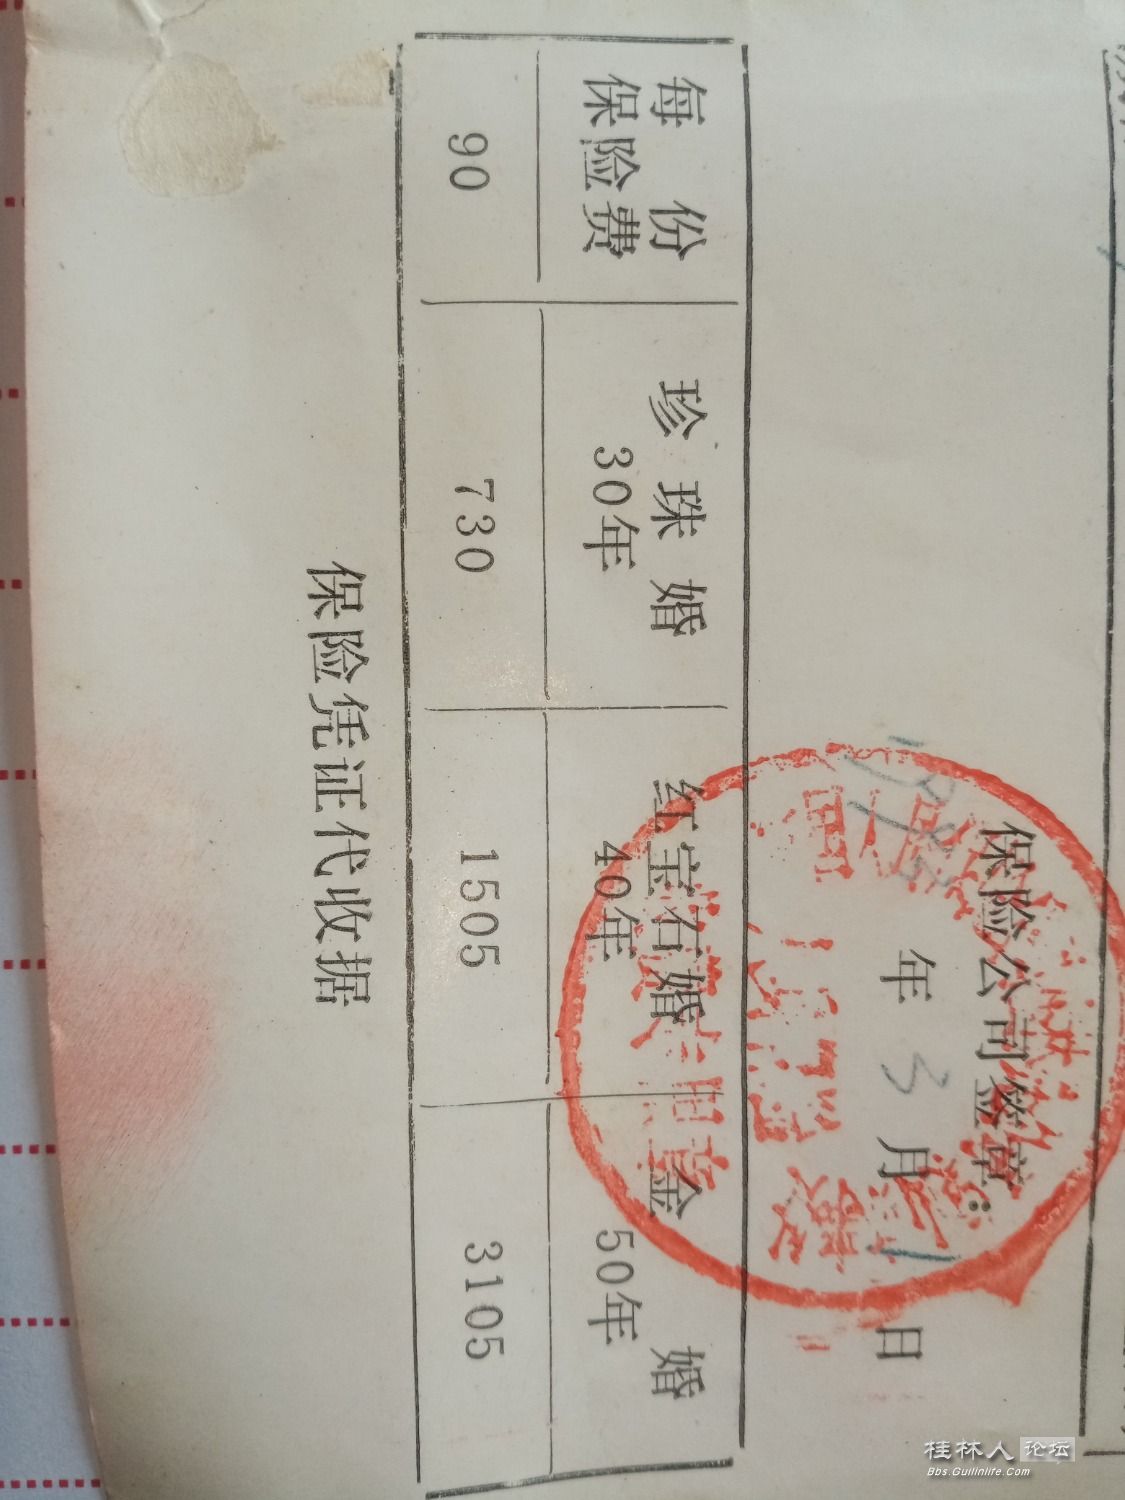 保险公司签章：
年 3 月 1 日
每份保险费 珍珠婚 红宝石婚 金婚
30年 40年 50年
90 730 1505 3105
保险凭证代收据
桂林人论坛
Bbs.Guilinlife.Com